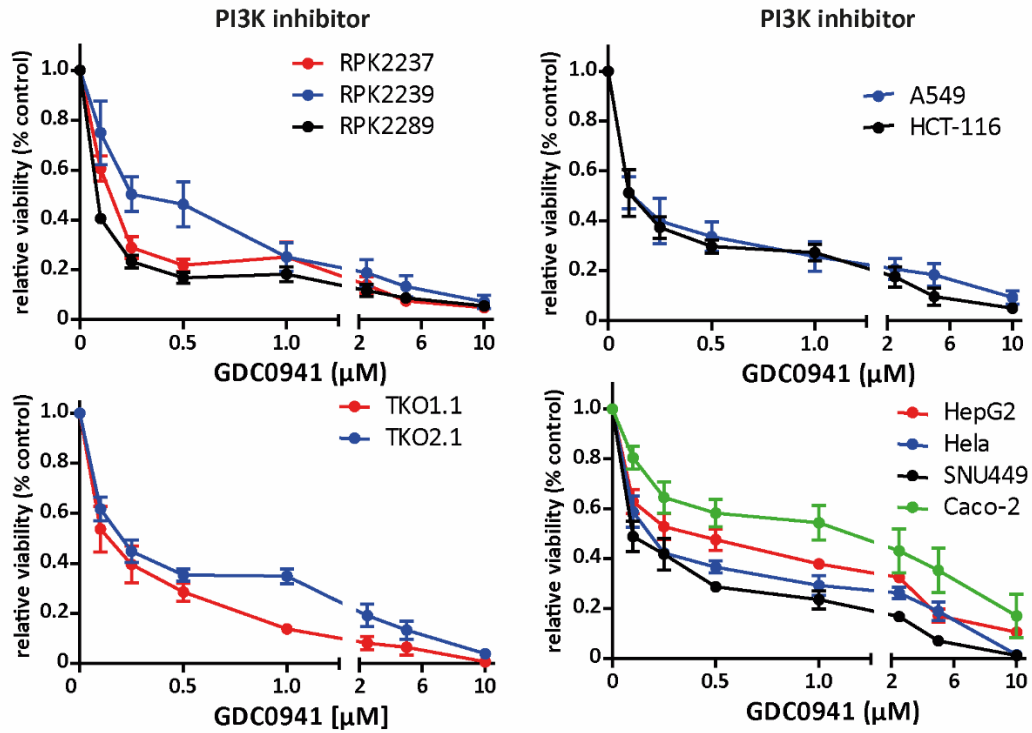 PI3K inhibitor
relative viability (% control)
1.0
0.8
0.6
0.4
0.2
0
RPK2237
RPK2239
RPK2289
0 0.5 1.0 2 6 10
GDC0941 (µM)
PI3K inhibitor
relative viability (% control)
1.0
0.8
0.6
0.4
0.2
0
A549
HCT-116
0 0.5 1.0 2 6 10
GDC0941 (µM)
relative viability (% control)
1.0
0.8
0.6
0.4
0.2
0
TKO1.1
TKO2.1
0 0.5 1.0 2 6 10
GDC0941 [µM]
relative viability (% control)
1.0
0.8
0.6
0.4
0.2
0
HepG2
Hela
SNU449
Caco-2
0 0.5 1.0 2 6 10
GDC0941 (µM)